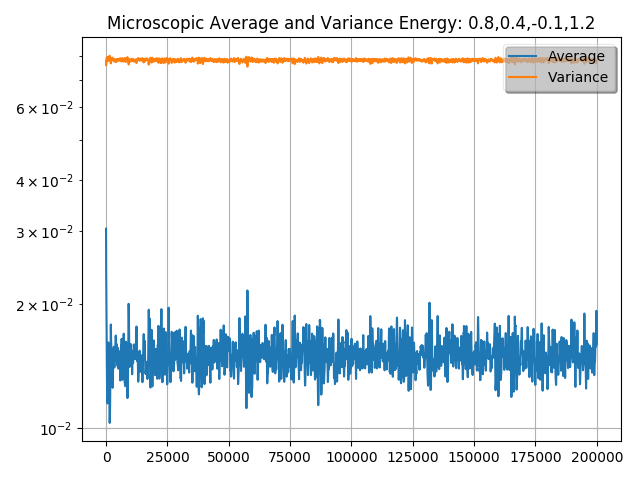 Microscopic Average and Variance Energy: 0.8,0.4,-0.1,1.2
Average
Variance
6 × 10⁻²
4 × 10⁻²
3 × 10⁻²
2 × 10⁻²
10⁻²
0 25000 50000 75000 100000 125000 150000 175000 200000